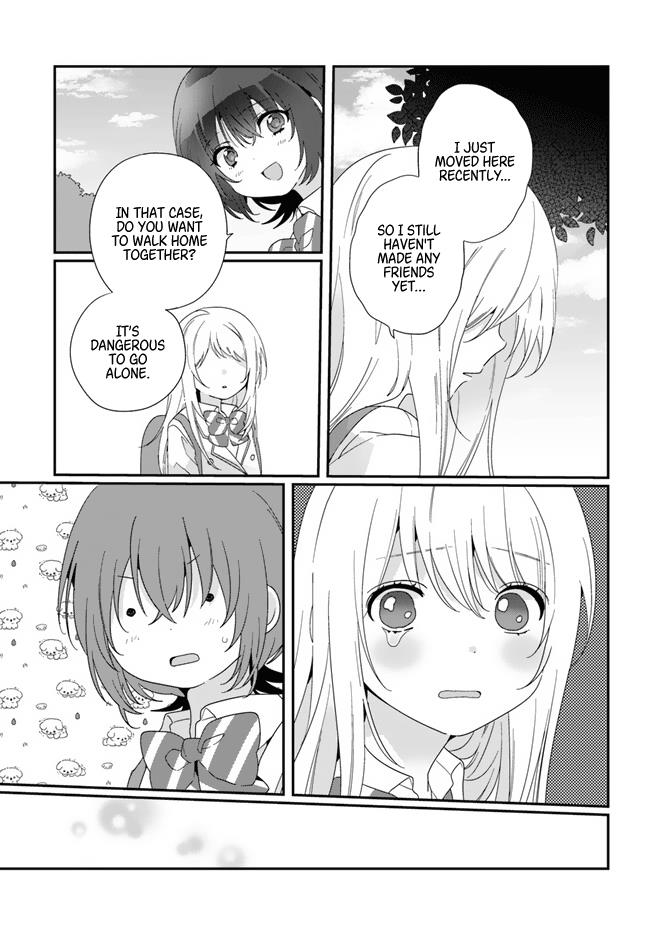 I JUST
MOVED HERE
RECENTLY...
SO I STILL
HAVEN'T
MADE ANY
FRIENDS
YET...
IN THAT CASE,
DO YOU WANT
TO WALK HOME
TOGETHER?
IT'S
DANGEROUS
TO GO
ALONE.